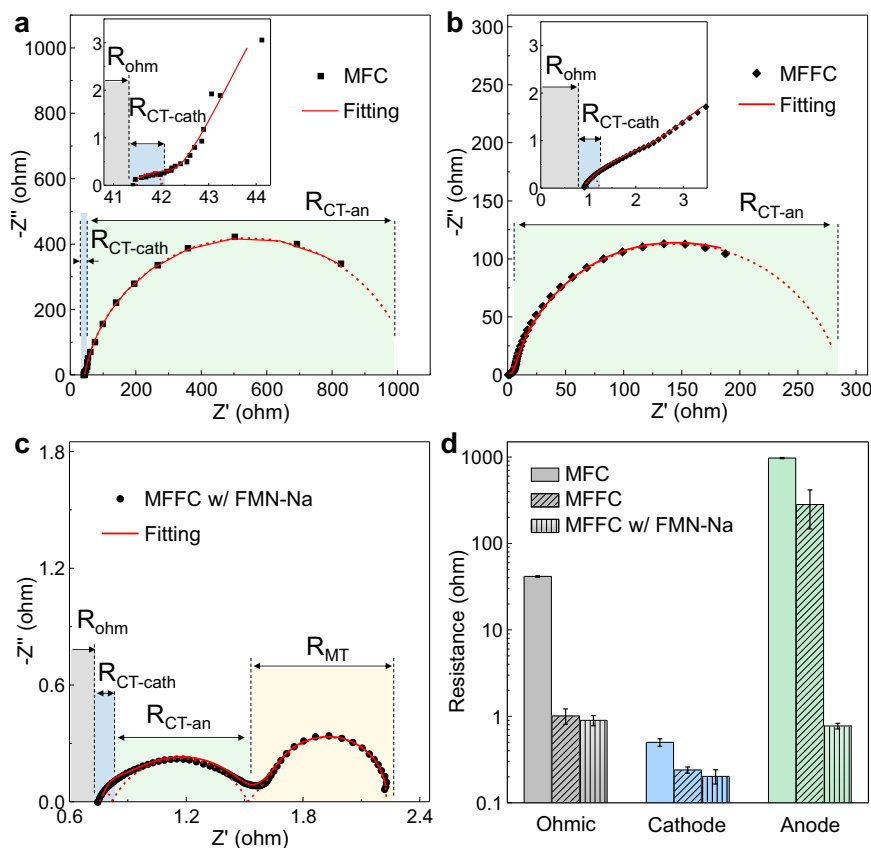 a
1000
800
600
400
200
0
-Z'' (ohm)
0 200 400 600 800 1000
Z' (ohm)
3
2
1
0
41 42 43 44
R_ohm
R_CT-cath
MFC
Fitting
R_CT-cath
R_CT-an
b
300
250
200
150
100
50
0
-Z'' (ohm)
0 50 100 150 200 250 300
Z' (ohm)
3
2
1
0
0 1 2 3
R_ohm
R_CT-cath
MFFC
Fitting
R_CT-an
c
1.8
1.2
0.6
0.0
-Z'' (ohm)
0.6 1.2 1.8 2.4
Z' (ohm)
MFFC w/ FMN-Na
Fitting
R_ohm
R_CT-cath
R_CT-an
R_MT
d
1000
100
10
1
0.1
Resistance (ohm)
MFC
MFFC
MFFC w/ FMN-Na
Ohmic Cathode Anode